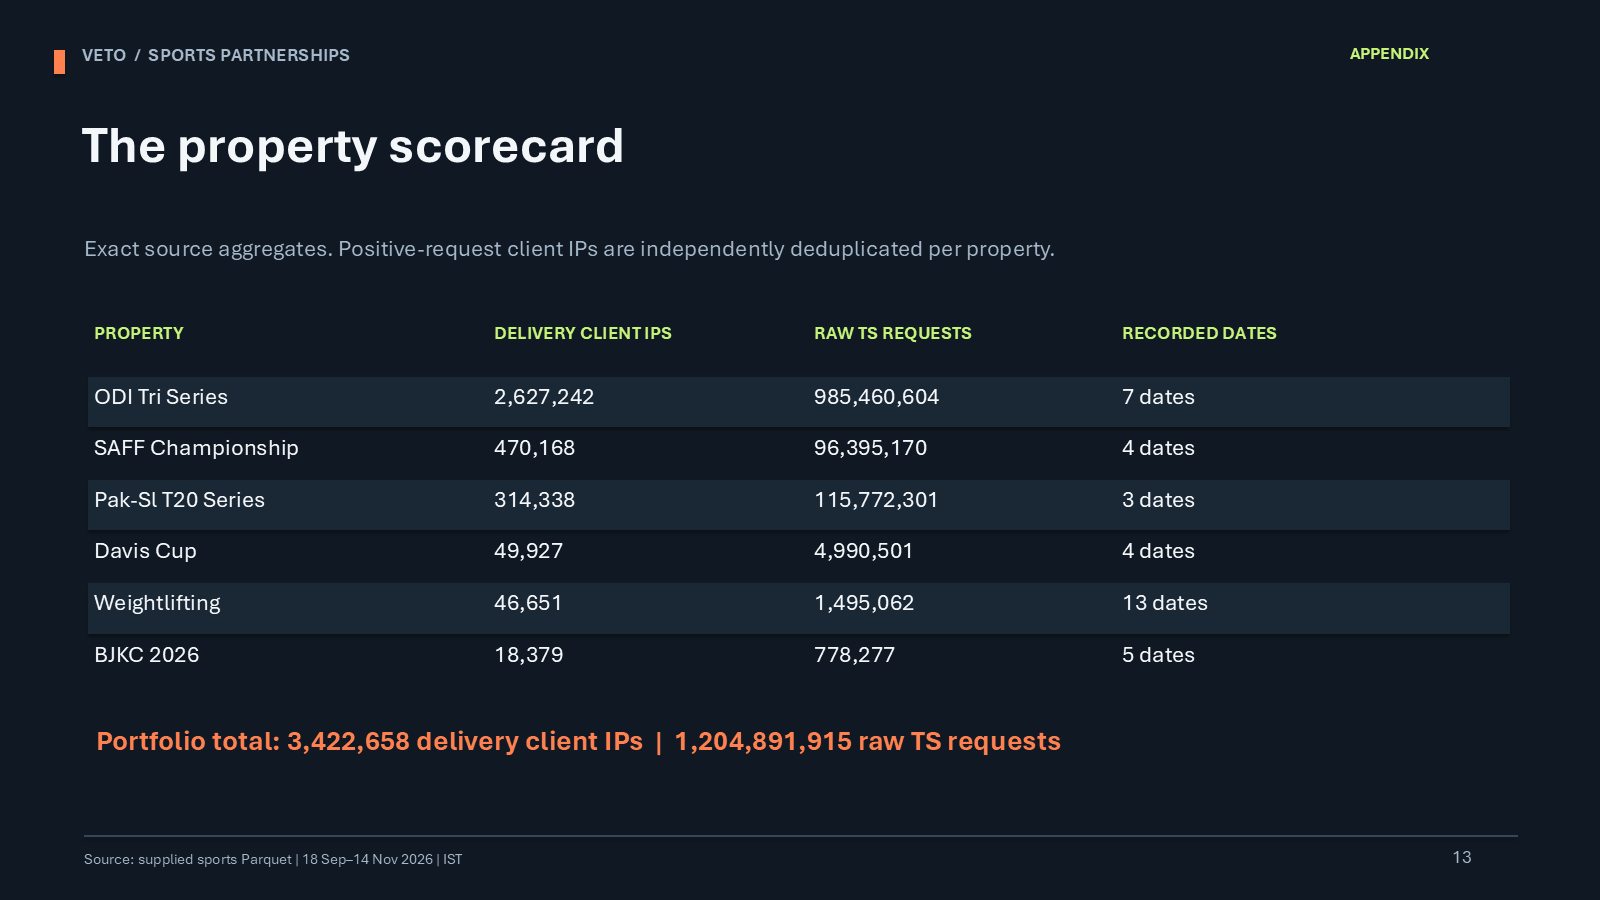 VETO / SPORTS PARTNERSHIPS
APPENDIX
The property scorecard
Exact source aggregates. Positive-request client IPs are independently deduplicated per property.
PROPERTY DELIVERY CLIENT IPS RAW TS REQUESTS RECORDED DATES
ODI Tri Series 2,627,242 985,460,604 7 dates
SAFF Championship 470,168 96,395,170 4 dates
Pak-Sl T20 Series 314,338 115,772,301 3 dates
Davis Cup 49,927 4,990,501 4 dates
Weightlifting 46,651 1,495,062 13 dates
BJKC 2026 18,379 778,277 5 dates
Portfolio total: 3,422,658 delivery client IPs | 1,204,891,915 raw TS requests
Source: supplied sports Parquet | 18 Sep–14 Nov 2026 | IST
13